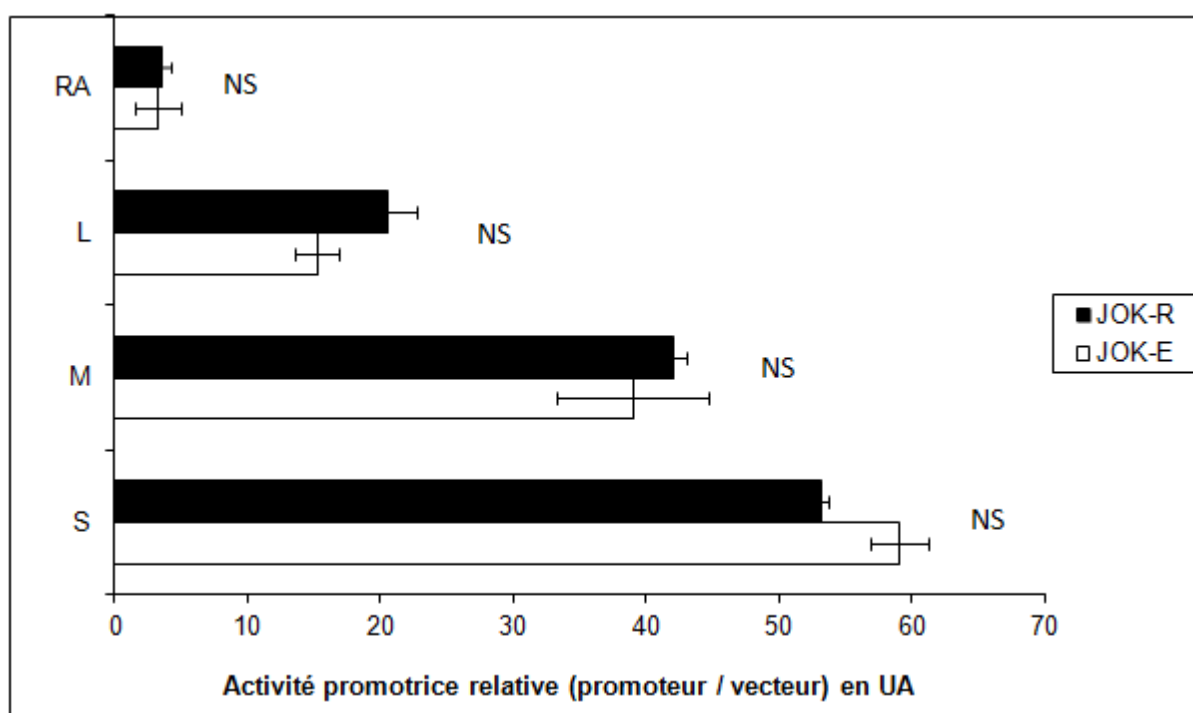 RA
NS
L
NS
M
NS
S
NS
JOK-R
JOK-E
0 10 20 30 40 50 60 70
Activité promotrice relative (promoteur / vecteur) en UA